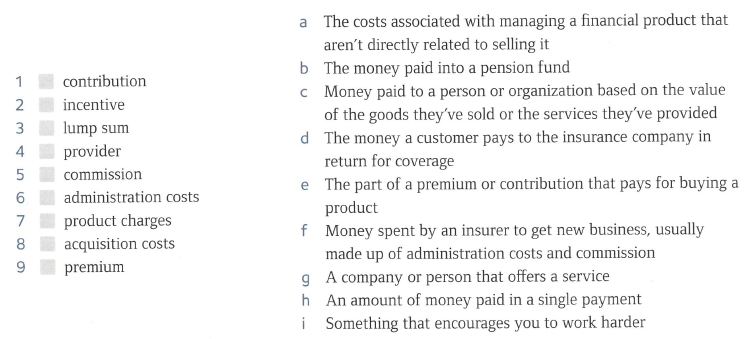 1 contribution
2 incentive
3 lump sum
4 provider
5 commission
6 administration costs
7 product charges
8 acquisition costs
9 premium
a The costs associated with managing a financial product that
aren't directly related to selling it
b The money paid into a pension fund
c Money paid to a person or organization based on the value
of the goods they've sold or the services they've provided
d The money a customer pays to the insurance company in
return for coverage
e The part of a premium or contribution that pays for buying a
product
f Money spent by an insurer to get new business, usually
made up of administration costs and commission
g A company or person that offers a service
h An amount of money paid in a single payment
i Something that encourages you to work harder